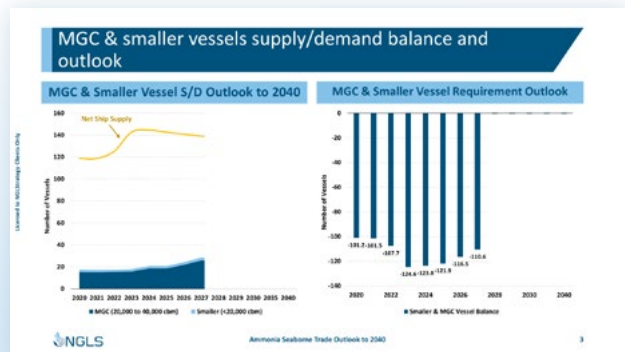 MGC & smaller vessels supply/demand balance and
outlook
MGC & Smaller Vessel S/D Outlook to 2040
160
140
120
100
80
60
40
20
0
Number of Vessels
Net Ship Supply
2020 2021 2022 2023 2024 2025 2026 2027 2028 2029 2030 2035 2040
MGC (20,000 to 40,000 cbm)
Smaller (<20,000 cbm)
MGC & Smaller Vessel Requirement Outlook
0
-20
-40
-60
-80
-100
-120
-140
Number of Vessels
-101.2
-101.5
-107.7
-124.6
-123.8
-121.9
-116.5
-110.6
2020 2022 2024 2026 2028 2030 2040
Smaller & MGC Vessel Balance
Licensed to NGLStrategy Clients Only
NGLS
Ammonia Seaborne Trade Outlook to 2040
3